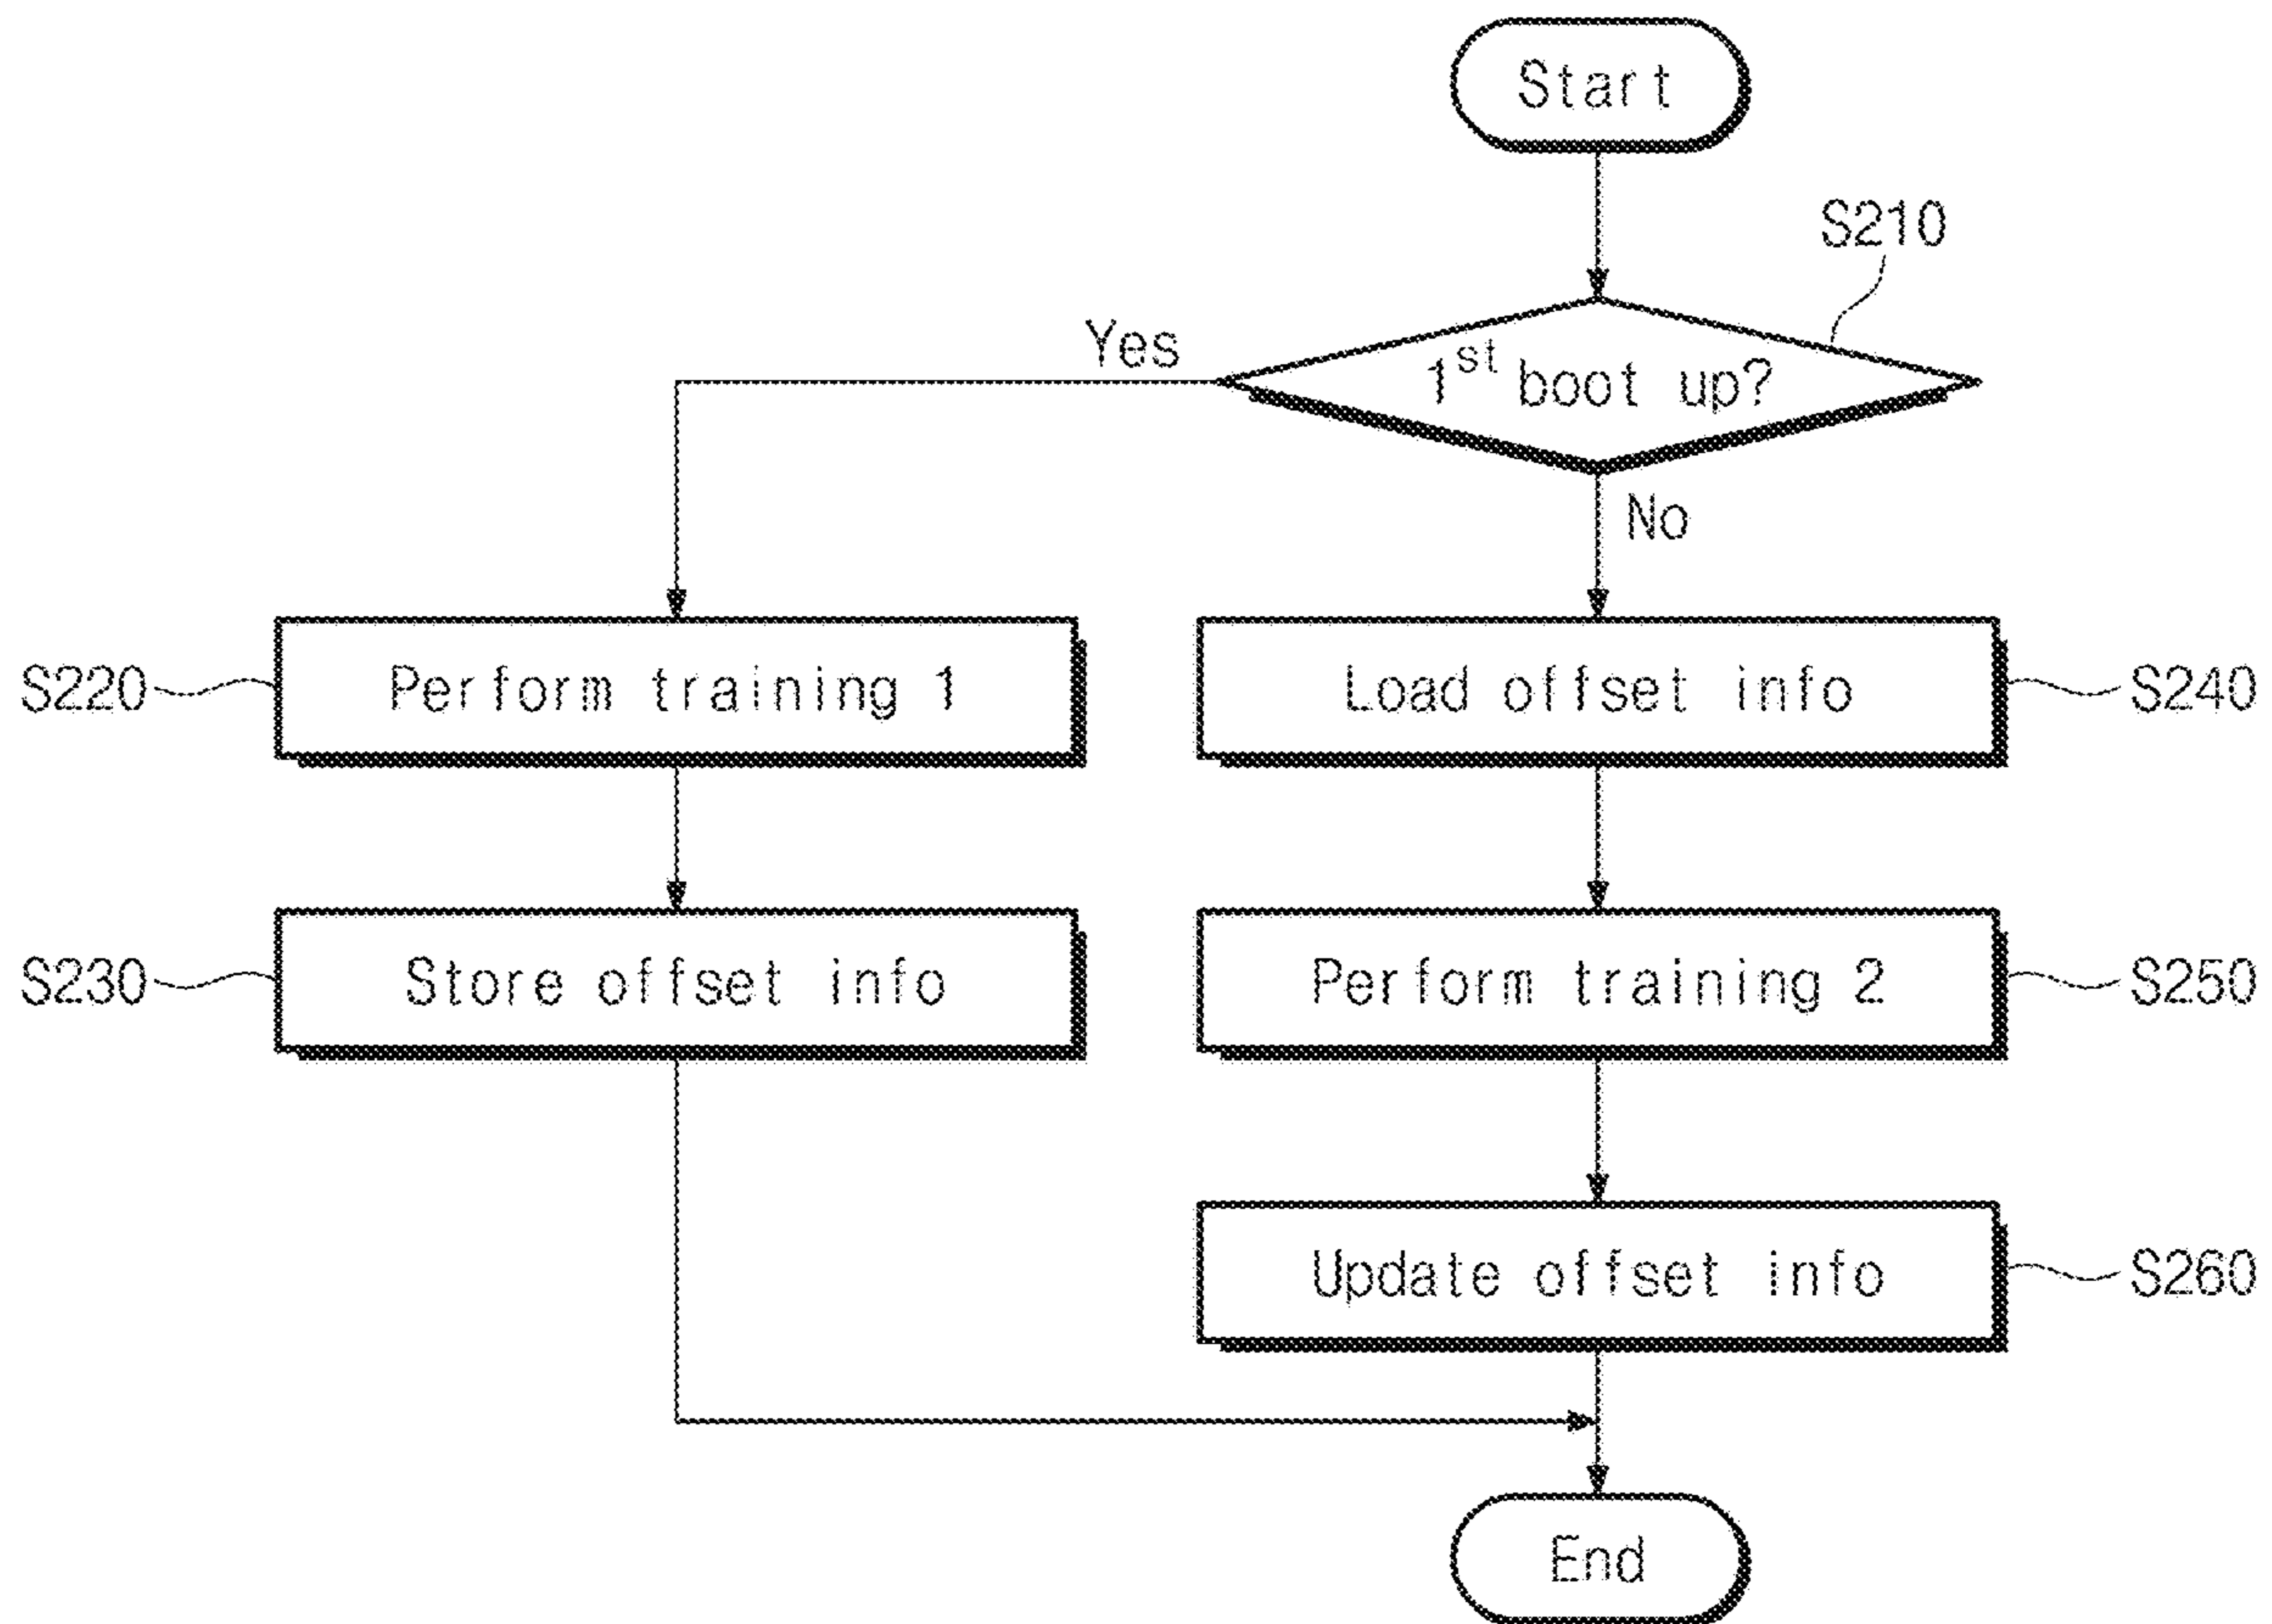 Start
S210
Yes
1st boot up?
No
S220
Perform training 1
Load offset info
S240
S230
Store offset info
Perform training 2
S250
Update offset info
S260
End